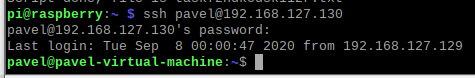 pi@raspberry:~ $ ssh pavel@192.168.127.130
pavel@192.168.127.130's password:
Last login: Tue Sep  8 00:00:47 2020 from 192.168.127.129
pavel@pavel-virtual-machine:~$